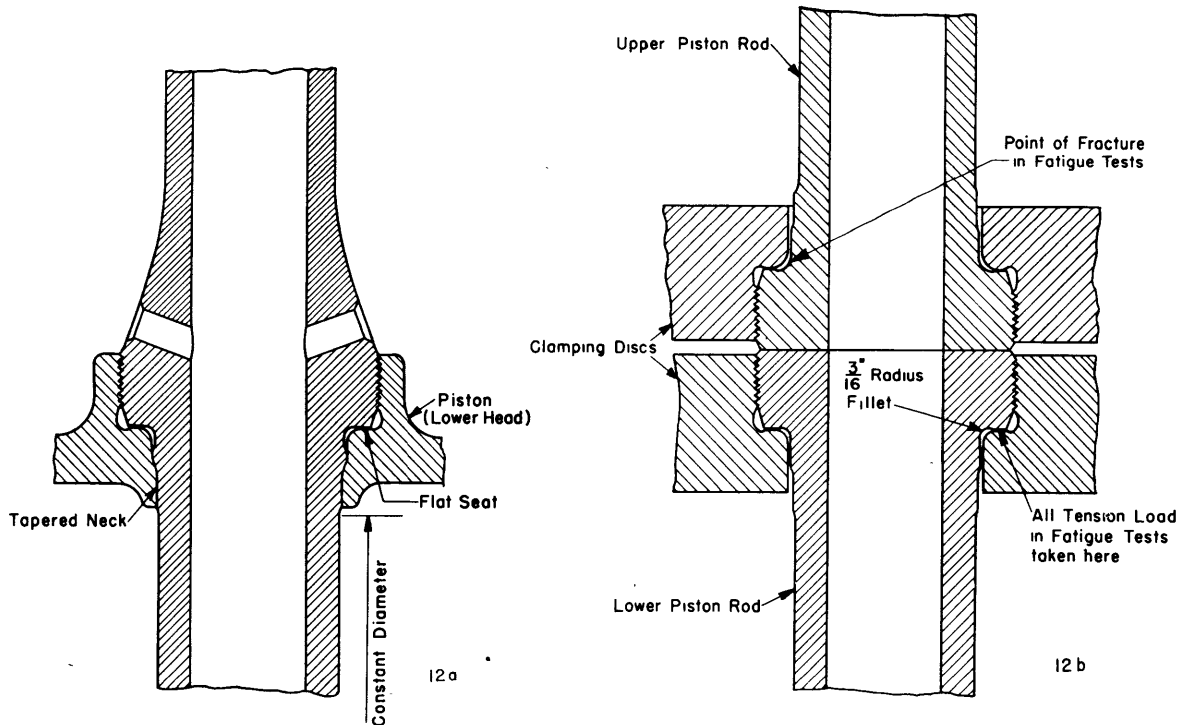 Piston
(Lower Head)
Flat Seat
Tapered Neck
Constant Diameter
12a
Upper Piston Rod
Point of Fracture
in Fatigue Tests
Clamping Discs
3"
16 Radius
Fillet
All Tension Load
in Fatigue Tests
taken here
Lower Piston Rod
12b